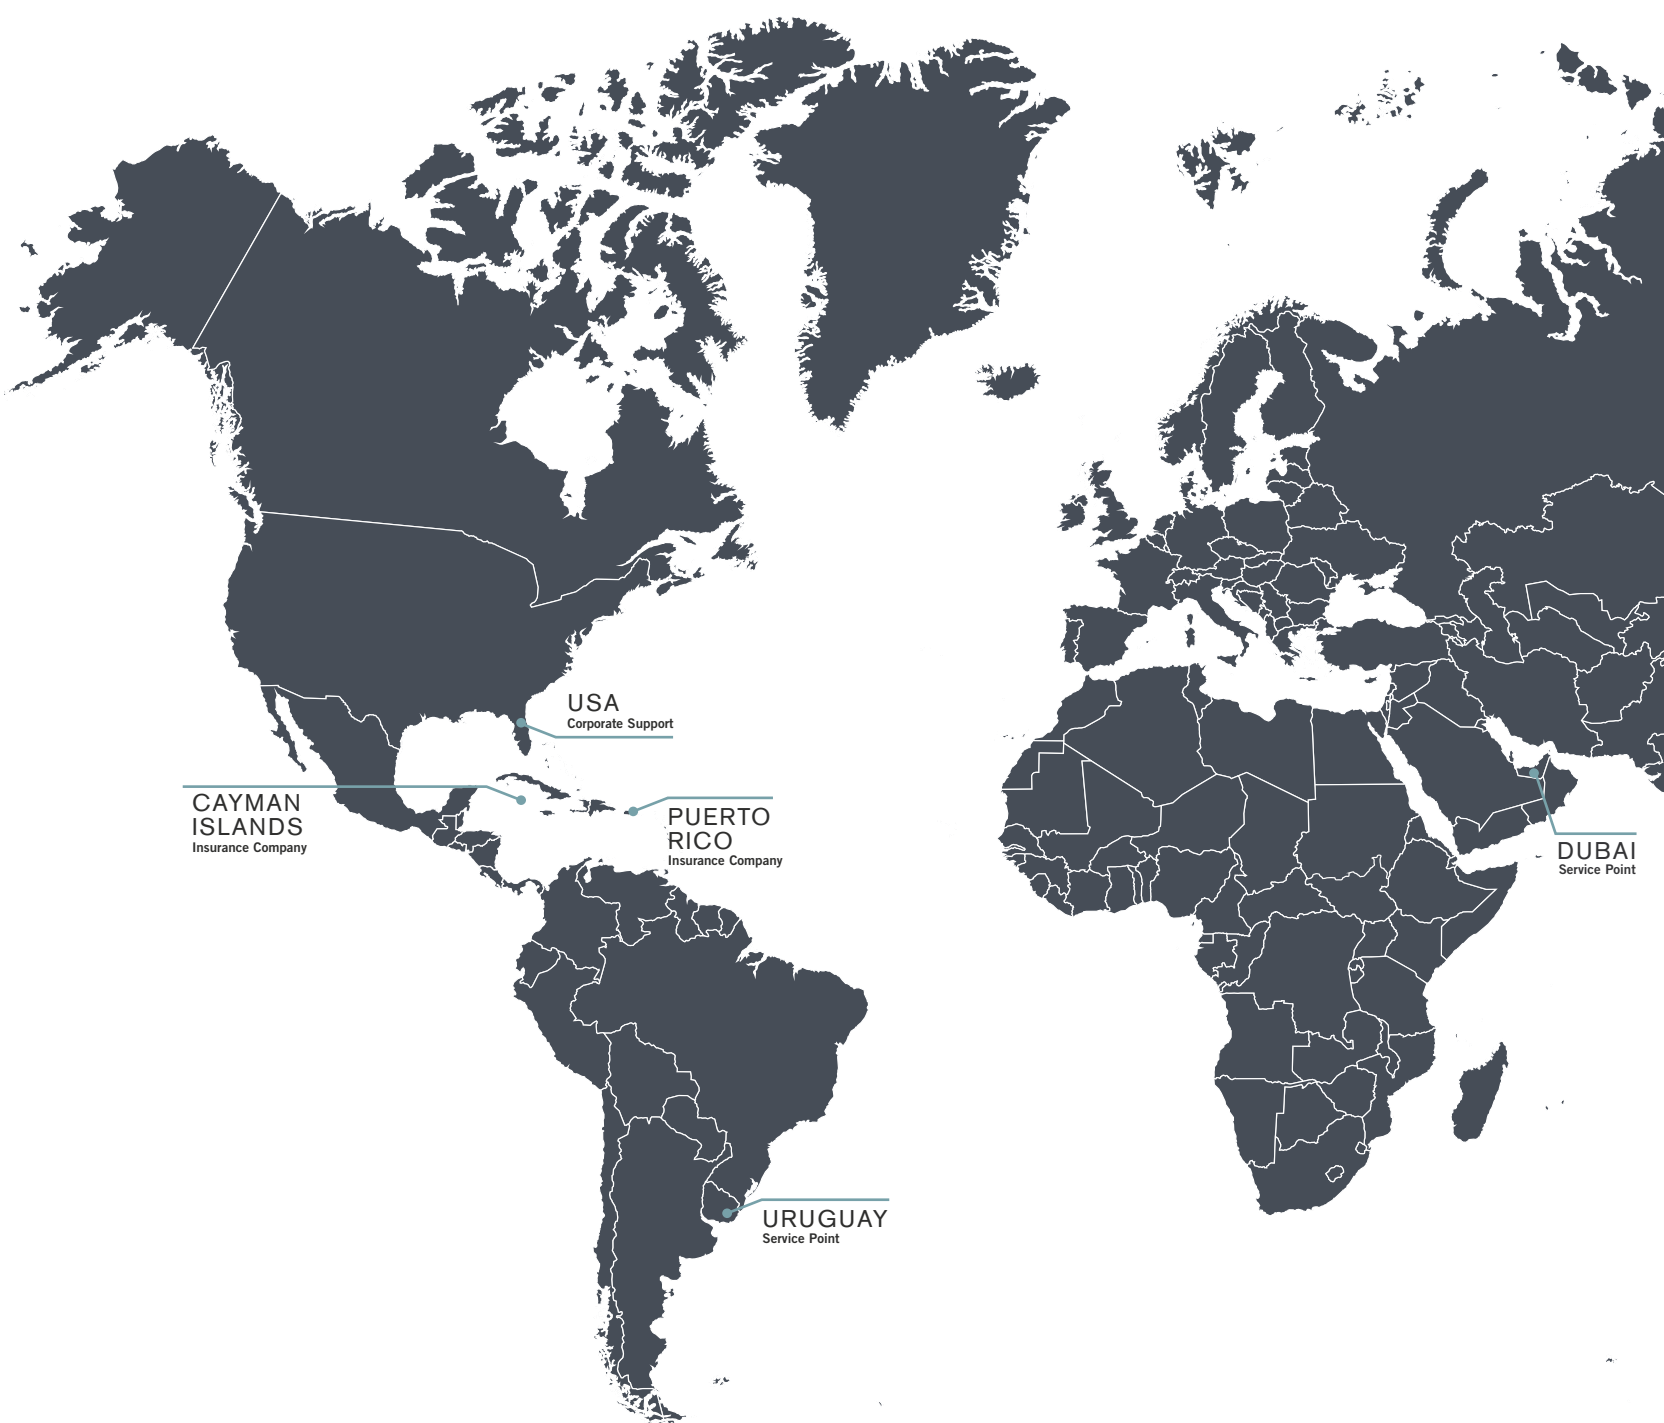 USA
Corporate Support
CAYMAN
ISLANDS
Insurance Company
PUERTO
RICO
Insurance Company
DUBAI
Service Point
URUGUAY
Service Point